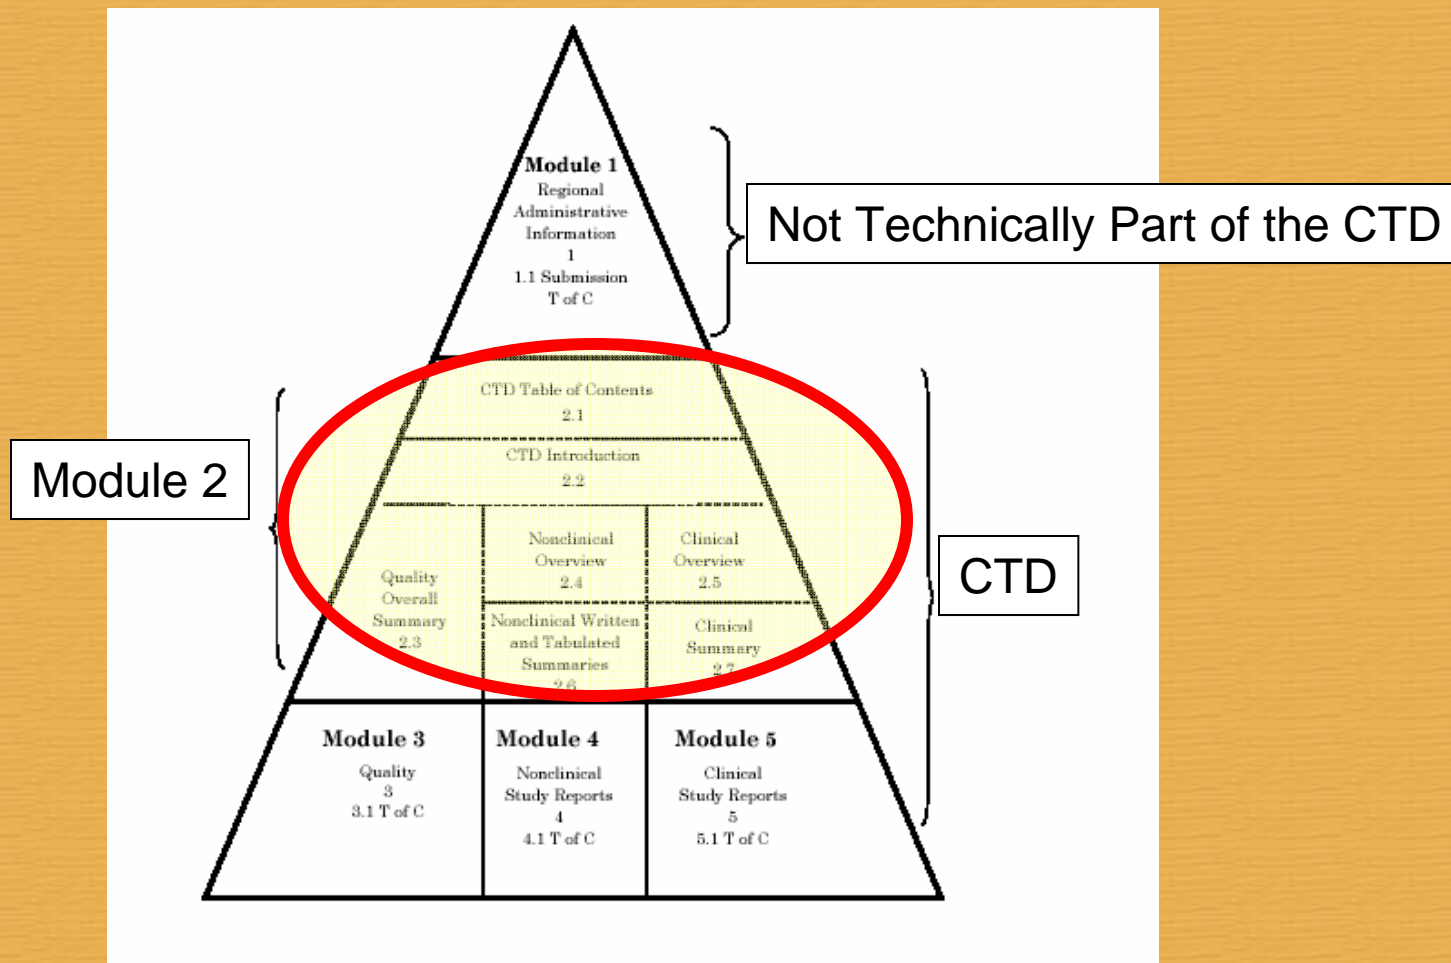 Module 1
Regional
Administrative
Information
1
1.1 Submission
T of C
Not Technically Part of the CTD
CTD Table of Contents
2.1
CTD Introduction
2.2
Module 2
Quality
Overall
Summary
2.3
Nonclinical
Overview
2.4
Clinical
Overview
2.5
Nonclinical Written
and Tabulated
Summaries
2.6
Clinical
Summary
2.7
CTD
Module 3
Quality
3
3.1 T of C
Module 4
Nonclinical
Study Reports
4
4.1 T of C
Module 5
Clinical
Study Reports
5
5.1 T of C